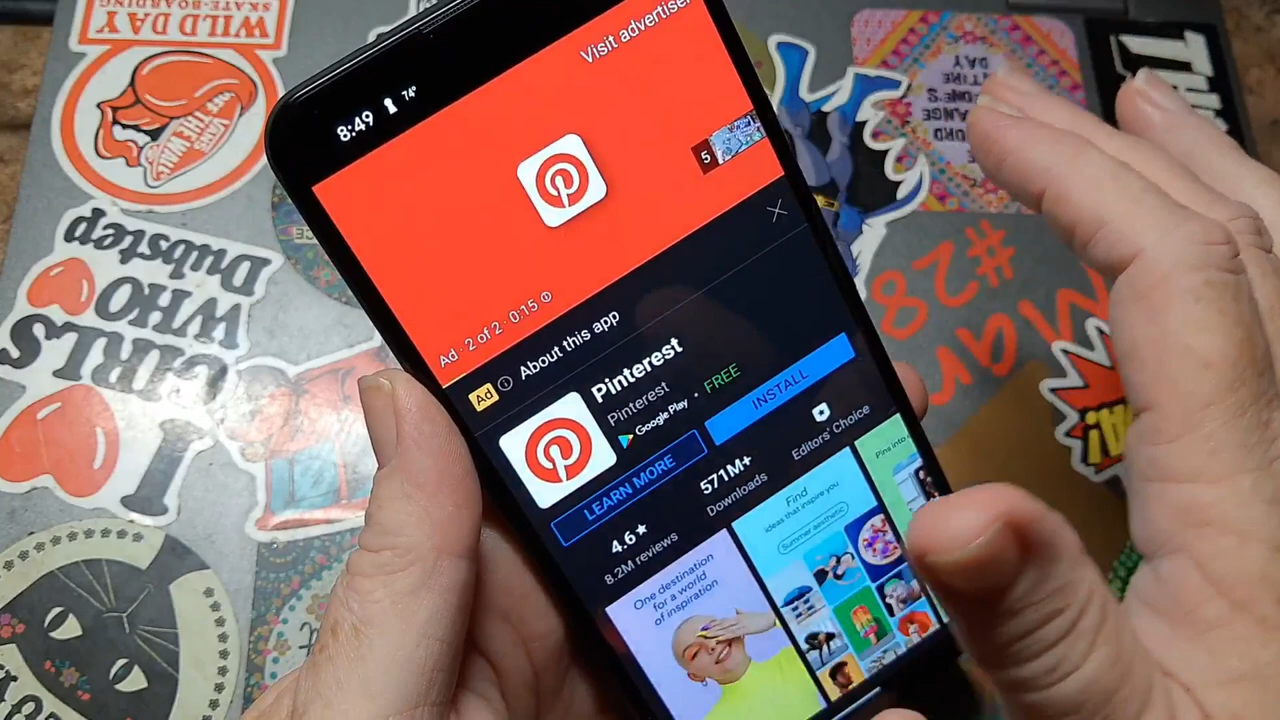 WILD DAY
SKATE-BOARDING
VANS
OFF THE WALL
GIRLS
WHO
Dubstep
I
8:49
74°
Visit advertiser
5
Ad · 2 of 2 · 0:15
Ad
About this app
Pinterest
Pinterest
Google Play • FREE
LEARN MORE
INSTALL
4.6★
8.2M reviews
571M+
Downloads
Editors' Choice
One destination
for a world
of inspiration
Find
ideas that inspire you
Summer aesthetic
Pins into
#28